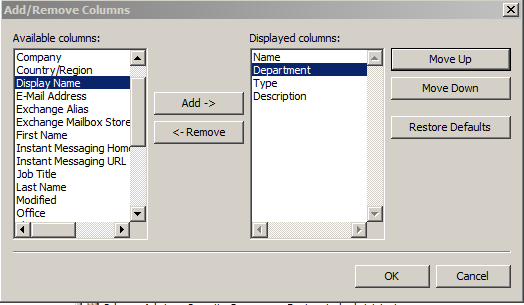 Add/Remove Columns
Available columns:
Displayed columns:
Company
Country/Region
Display Name
E-Mail Address
Exchange Alias
Exchange Mailbox Store
First Name
Instant Messaging Home
Instant Messaging URL
Job Title
Last Name
Modified
Office
Add ->
<- Remove
Name
Department
Type
Description
Move Up
Move Down
Restore Defaults
OK
Cancel